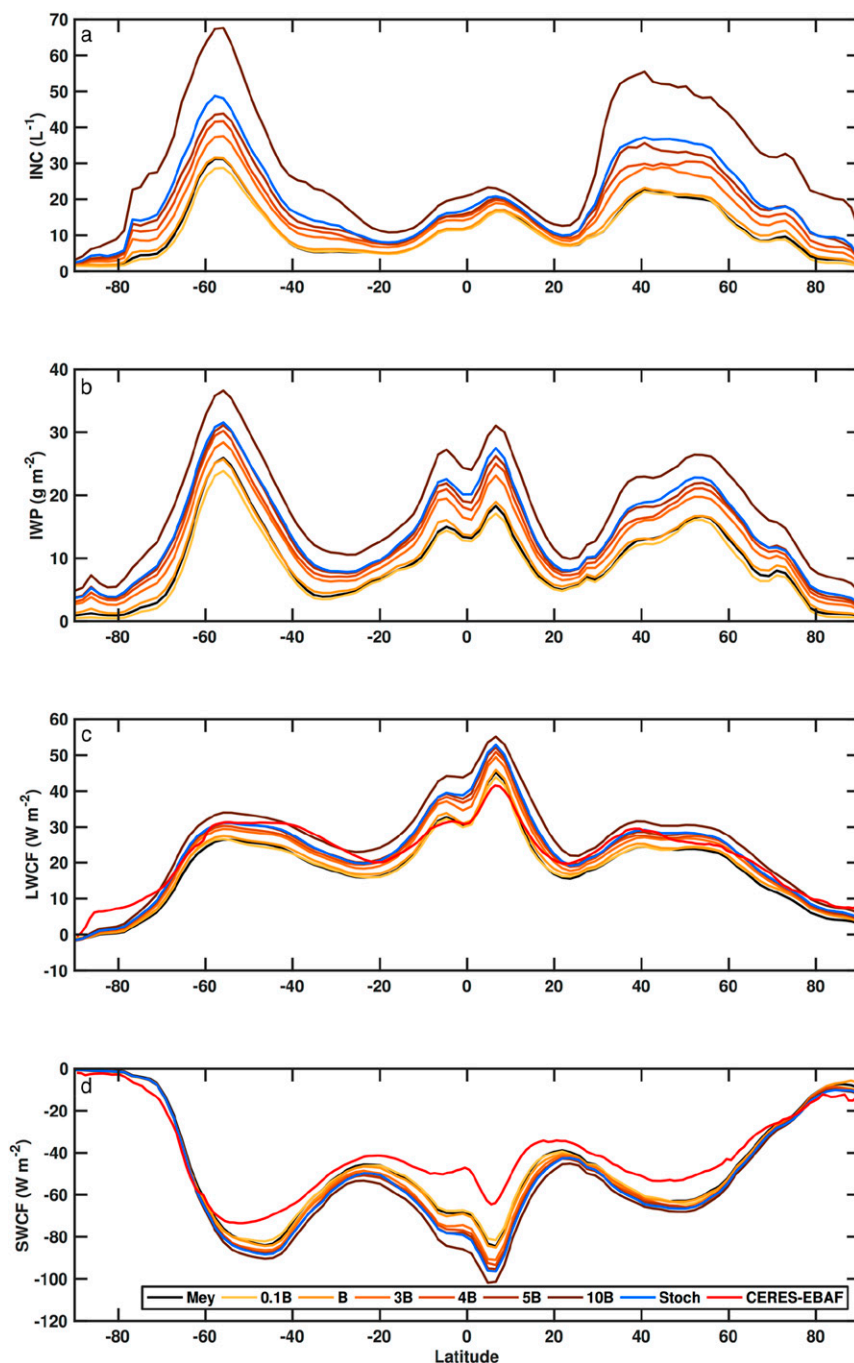 a
INC (L⁻¹)
70
60
50
40
30
20
10
0
-80 -60 -40 -20 0 20 40 60 80
b
IWP (g m⁻²)
40
30
20
10
0
-80 -60 -40 -20 0 20 40 60 80
c
LWCF (W m⁻²)
60
50
40
30
20
10
0
-10
-80 -60 -40 -20 0 20 40 60 80
d
SWCF (W m⁻²)
0
-20
-40
-60
-80
-100
-120
Mey 0.1B B 3B 4B 5B 10B Stoch CERES-EBAF
-80 -60 -40 -20 0 20 40 60 80
Latitude